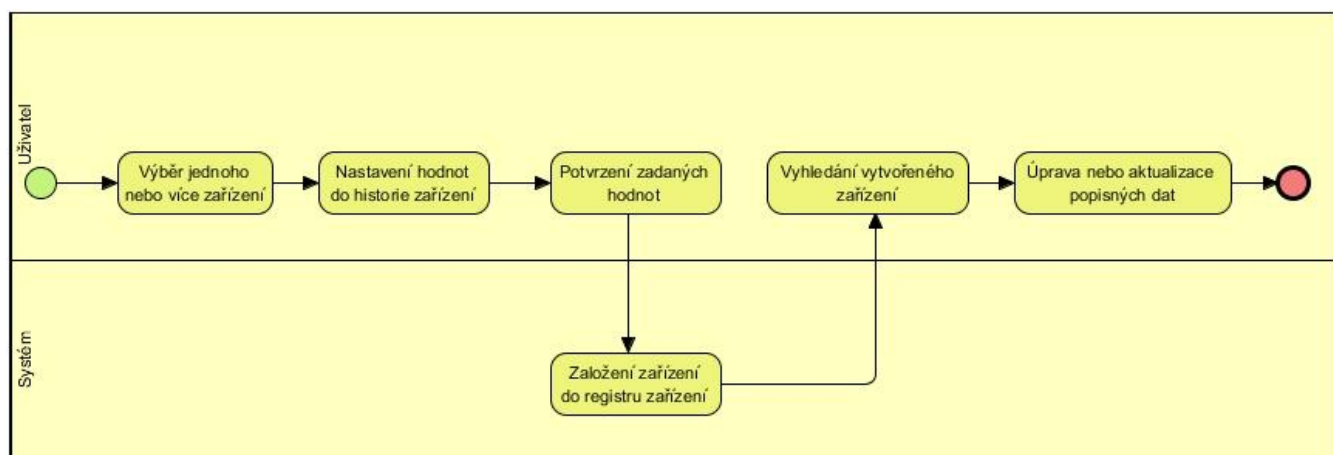 Uživatel
Výběr jednoho
nebo více zařízení
Nastavení hodnot
do historie zařízení
Potvrzení zadaných
hodnot
Vyhledání vytvořeného
zařízení
Úprava nebo aktualizace
popisných dat
Systém
Založení zařízení
do registru zařízení